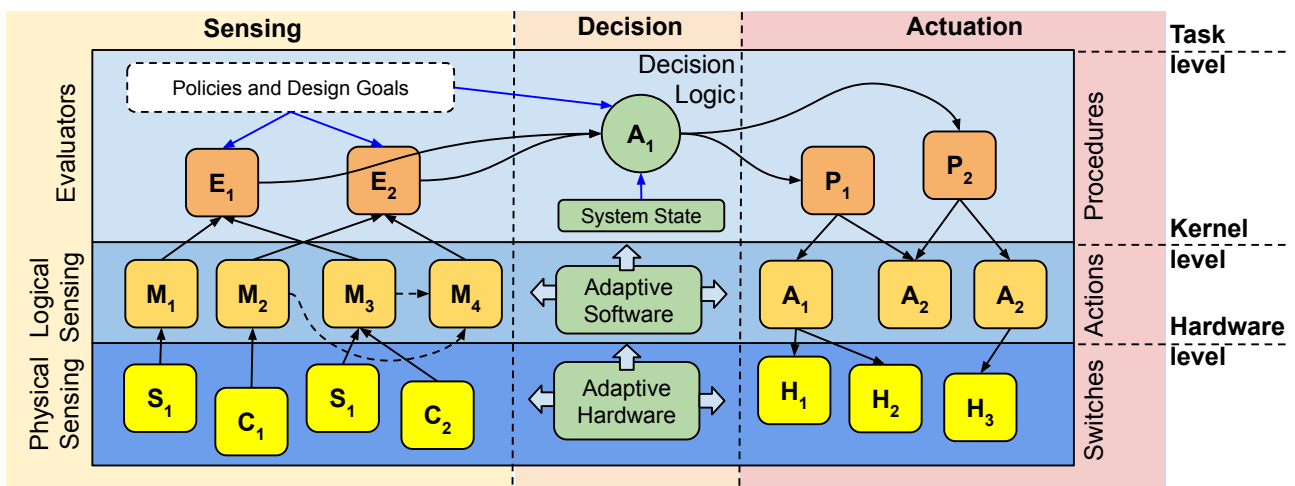 Sensing
Decision
Actuation
Task
level
Evaluators
Policies and Design Goals
Decision
Logic
A1
E1
E2
P1
P2
System State
Procedures
Kernel
level
Logical
Sensing
M1
M2
M3
M4
Adaptive
Software
A1
A2
A2
Actions
Hardware
level
Physical
Sensing
S1
C1
S1
C2
Adaptive
Hardware
H1
H2
H3
Switches